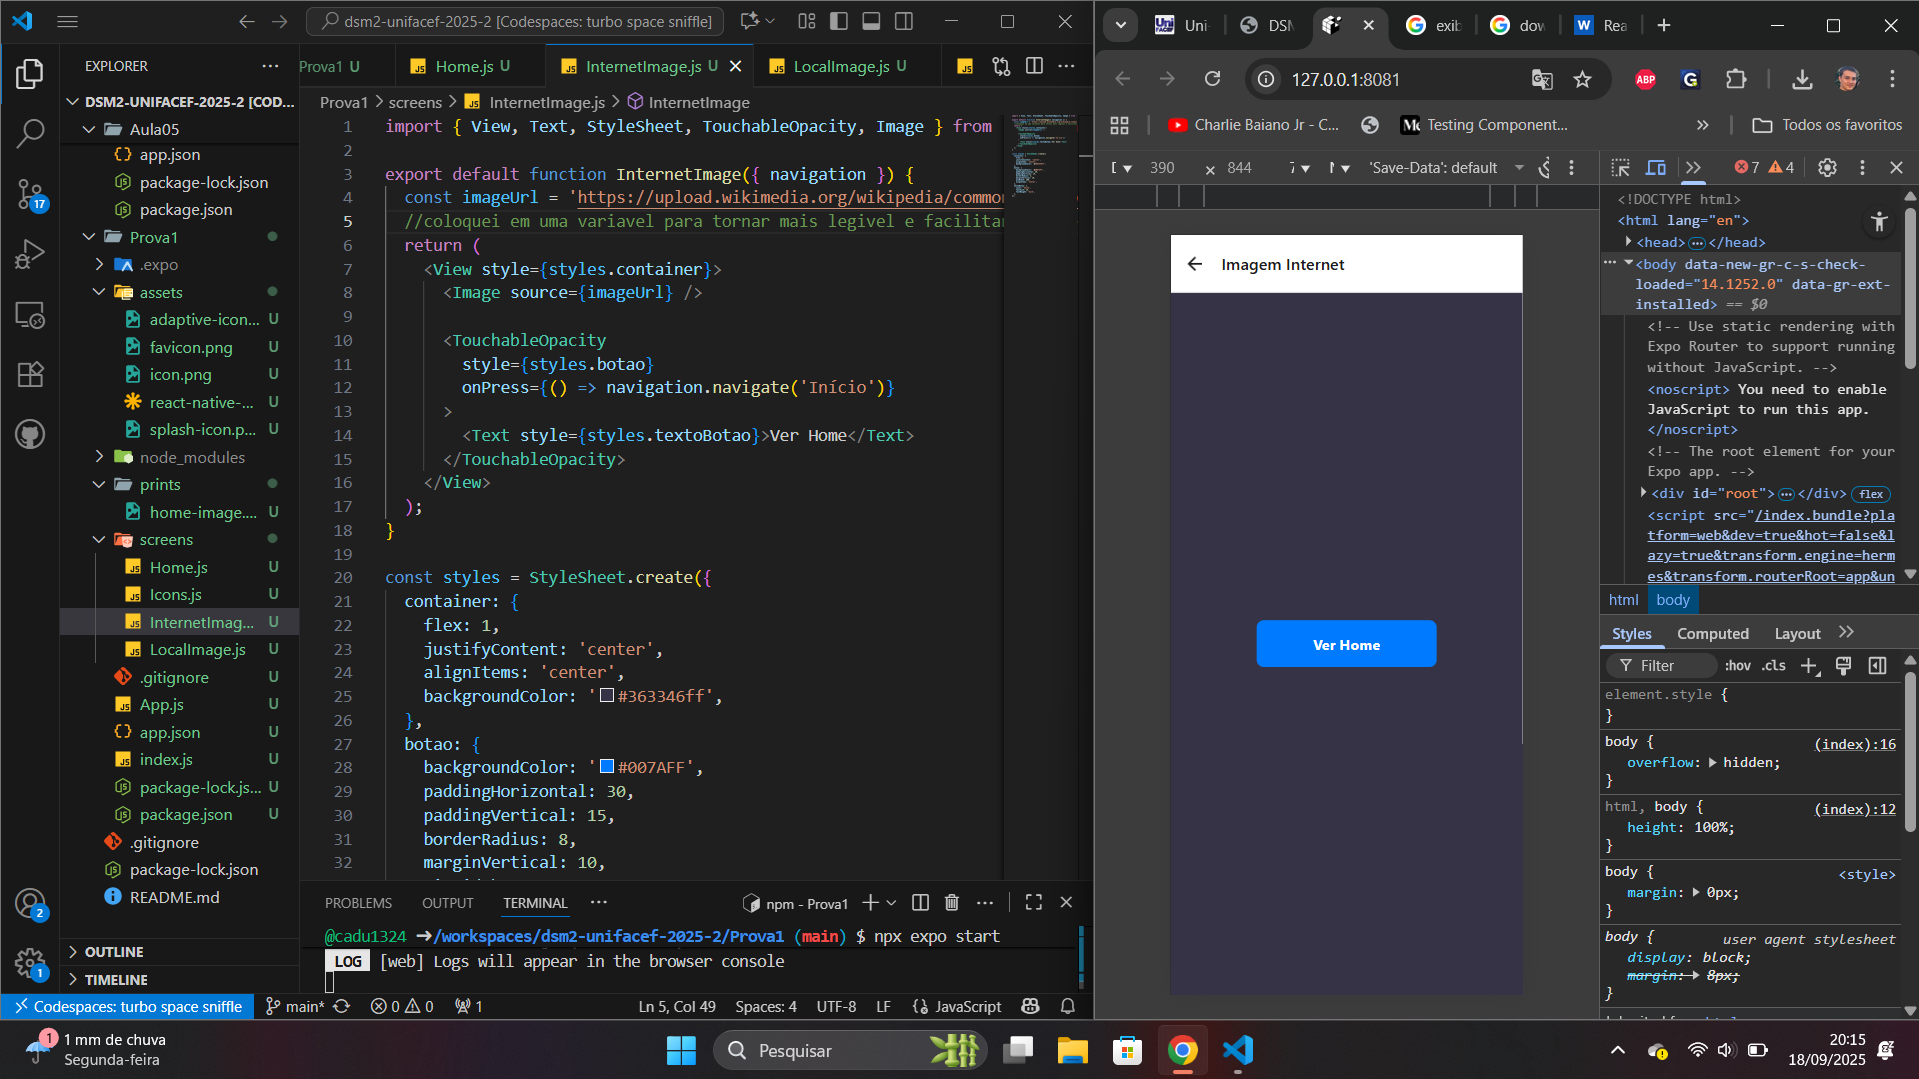 dsm2-unifacef-2025-2 [Codespaces: turbo space sniffle]
EXPLORER
DSM2-UNIFACEF-2025-2 [COD...
Aula05
app.json
package-lock.json
package.json
Prova1
.expo
assets
adaptive-icon... U
favicon.png U
icon.png U
react-native-... U
splash-icon.p... U
node_modules
prints
home-image.... U
screens
Home.js U
Icons.js U
InternetImag... U
LocalImage.js U
.gitignore U
App.js U
app.json U
index.js U
package-lock.js... U
package.json U
.gitignore
package-lock.json
README.md
OUTLINE
TIMELINE
17
2
1
Prova1 U
Home.js U
InternetImage.js U
LocalImage.js U
Prova1 > screens > InternetImage.js > InternetImage
1 import { View, Text, StyleSheet, TouchableOpacity, Image } from
2
3 export default function InternetImage({ navigation }) {
4 const imageUrl = 'https://upload.wikimedia.org/wikipedia/commo
5 //coloquei em uma variavel para tornar mais legivel e facilita
6 return (
7 <View style={styles.container}>
8 <Image source={imageUrl} />
9
10 <TouchableOpacity
11 style={styles.botao}
12 onPress={() => navigation.navigate('Início')}
13 >
14 <Text style={styles.textoBotao}>Ver Home</Text>
15 </TouchableOpacity>
16 </View>
17 );
18 }
19
20 const styles = StyleSheet.create({
21 container: {
22 flex: 1,
23 justifyContent: 'center',
24 alignItems: 'center',
25 backgroundColor: '#363346ff',
26 },
27 botao: {
28 backgroundColor: '#007AFF',
29 paddingHorizontal: 30,
30 paddingVertical: 15,
31 borderRadius: 8,
32 marginVertical: 10,
PROBLEMS OUTPUT TERMINAL ... npm - Prova1
@cadu1324 ➜/workspaces/dsm2-unifacef-2025-2/Prova1 (main) $ npx expo start
LOG [web] Logs will appear in the browser console
Codespaces: turbo space sniffle main* 0 0 1 Ln 5, Col 49 Spaces: 4 UTF-8 LF JavaScript
Uni- DSM exib dow Rea
127.0.0.1:8081
ABP
Charlie Baiano Jr - C... Testing Component... » Todos os favoritos
390 x 844 'Save-Data': default
← Imagem Internet
Ver Home
7 4
<!DOCTYPE html>
<html lang="en">
<head> ... </head>
<body data-new-gr-c-s-check-
loaded="14.1252.0" data-gr-ext-
installed> == $0
<!-- Use static rendering with
Expo Router to support running
without JavaScript. -->
<noscript> You need to enable
JavaScript to run this app.
</noscript>
<!-- The root element for your
Expo app. -->
<div id="root"> ... </div> flex
<script src="/index.bundle?pla
tform=web&dev=true&hot=false&l
azy=true&transform.engine=herm
es&transform.routerRoot=app&un
html body
Styles Computed Layout »
Filter :hov .cls
element.style {
}
body { (index):16
overflow: hidden;
}
html, body { (index):12
height: 100%;
}
body { <style>
margin: 0px;
}
body { user agent stylesheet
display: block;
margin: 8px;
}
1
1 mm de chuva
Segunda-feira
Pesquisar
20:15
18/09/2025